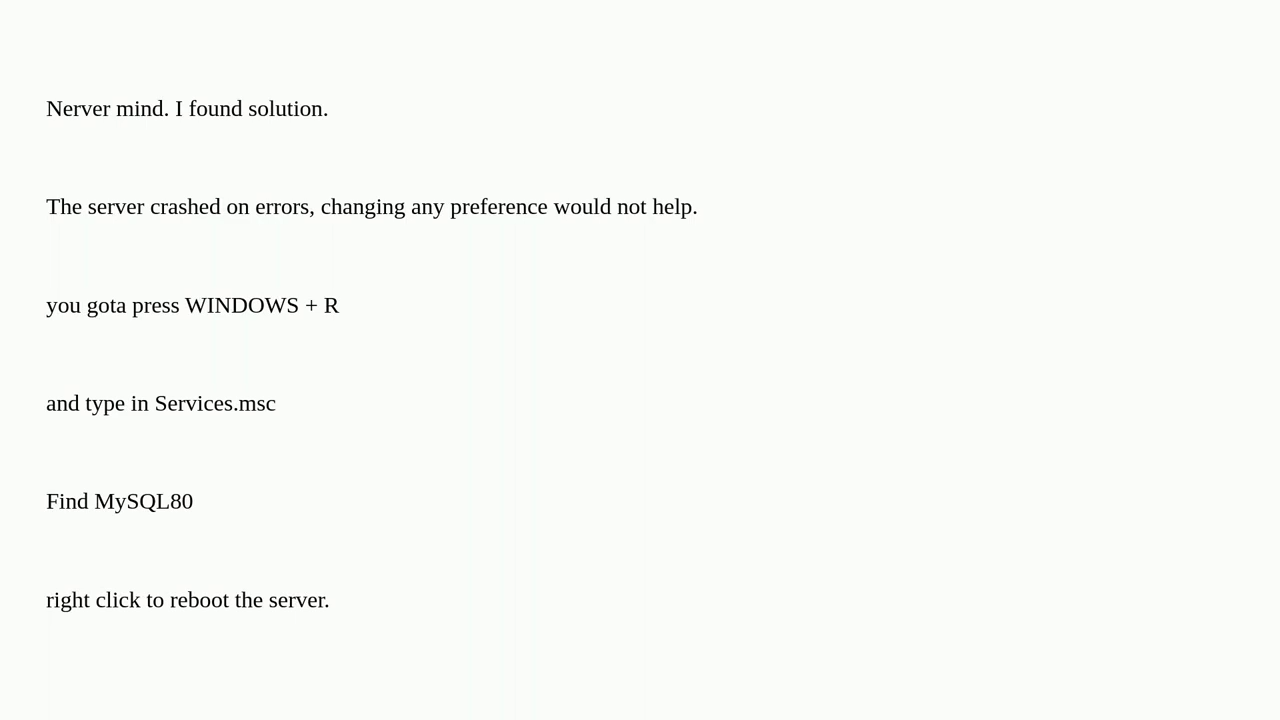 Nerver mind. I found solution.
The server crashed on errors, changing any preference would not help.
you gota press WINDOWS + R
and type in Services.msc
Find MySQL80
right click to reboot the server.